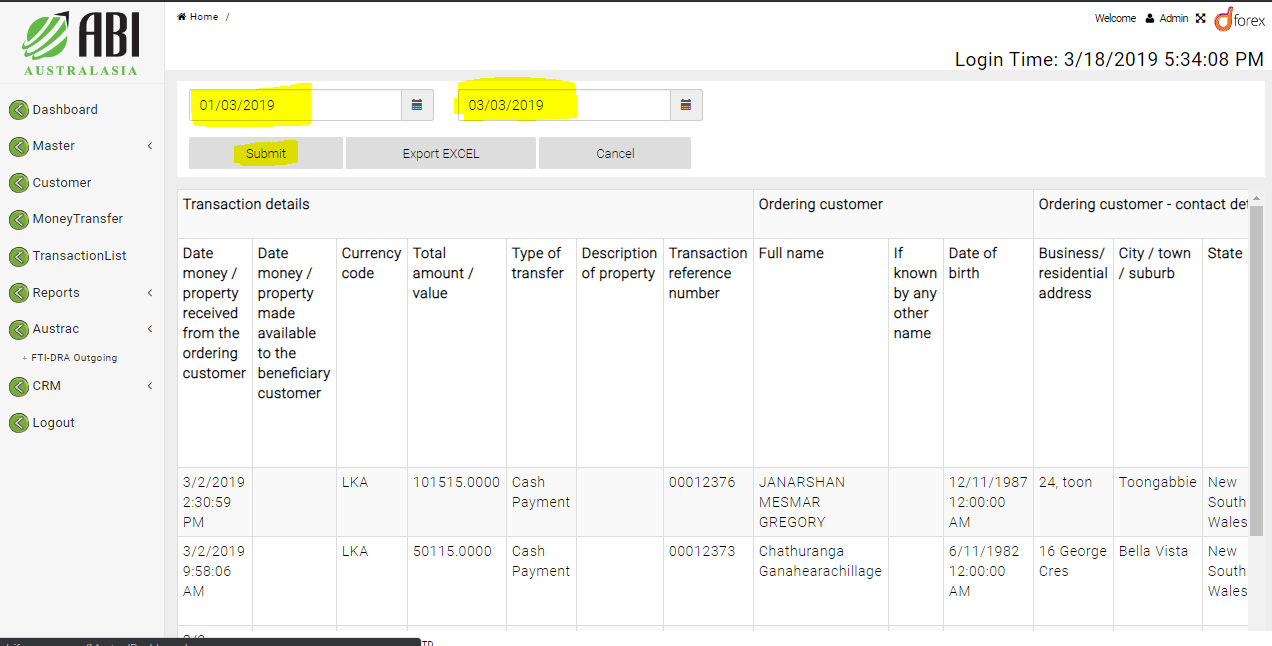 ABI
AUSTRALASIA
Home /
Welcome Admin
forex
Login Time: 3/18/2019 5:34:08 PM
Dashboard
Master
Customer
MoneyTransfer
TransactionList
Reports
Austrac
+ FTI-DRA Outgoing
CRM
Logout
01/03/2019
03/03/2019
Submit
Export EXCEL
Cancel
Transaction details
Ordering customer
Ordering customer - contact det
Date
money /
property
received
from the
ordering
customer
Date
money /
property
made
available
to the
beneficiary
customer
Currency
code
Total
amount /
value
Type of
transfer
Description
of property
Transaction
reference
number
Full name
If
known
by any
other
name
Date of
birth
Business/
residential
address
City / town
/ suburb
State
3/2/2019
2:30:59
PM
LKA
101515.0000
Cash
Payment
00012376
JANARSHAN
MESMAR
GREGORY
12/11/1987
12:00:00
AM
24, toon
Toongabbie
New
South
Wales
3/2/2019
9:58:06
AM
LKA
50115.0000
Cash
Payment
00012373
Chathuranga
Ganahearachillage
6/11/1982
12:00:00
AM
16 George
Cres
Bella Vista
New
South
Wales